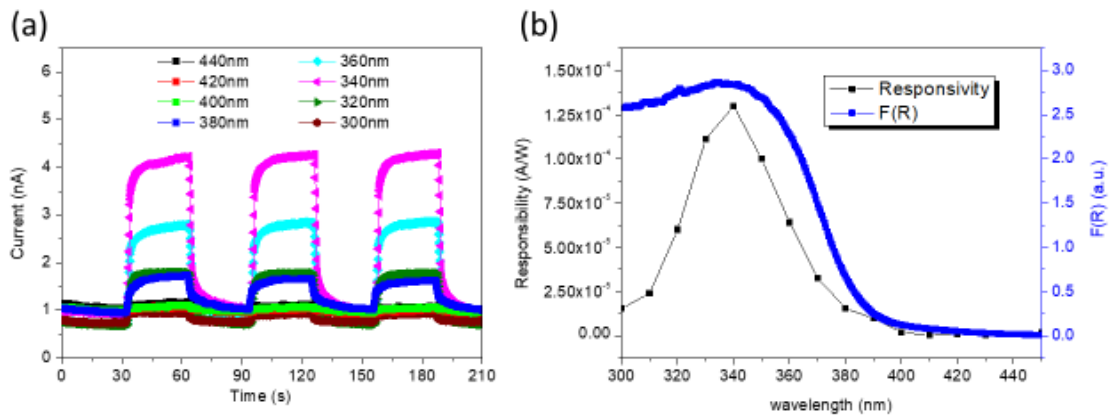 (a)
6
5
4
3
2
1
0
Current (nA)
440nm
420nm
400nm
380nm
360nm
340nm
320nm
300nm
0 30 60 90 120 150 180 210
Time (s)
(b)
1.50x10⁻⁴
1.25x10⁻⁴
1.00x10⁻⁴
7.50x10⁻⁵
5.00x10⁻⁵
2.50x10⁻⁵
0.00
Responsibility (A/W)
Responsivity
F(R)
3.0
2.5
2.0
1.5
1.0
0.5
0.0
F(R) (a.u.)
300 320 340 360 380 400 420 440
wavelength (nm)